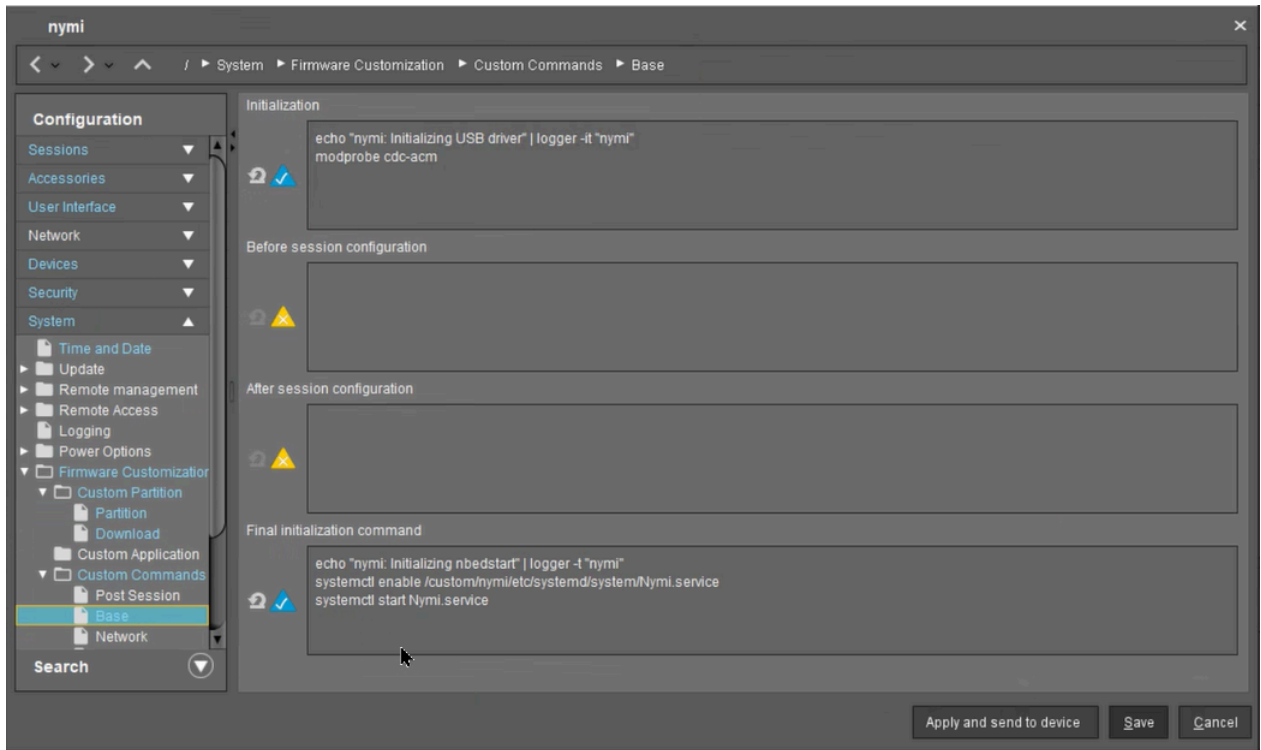 nymi
/ System Firmware Customization Custom Commands Base
Configuration
Sessions
Accessories
User Interface
Network
Devices
Security
System
Time and Date
Update
Remote management
Remote Access
Logging
Power Options
Firmware Customization
Custom Partition
Partition
Download
Custom Application
Custom Commands
Post Session
Base
Network
Search
Initialization
echo "nymi: Initializing USB driver" | logger -it "nymi"
modprobe cdc-acm
Before session configuration
After session configuration
Final initialization command
echo "nymi: Initializing nbedstart" | logger -t "nymi"
systemctl enable /custom/nymi/etc/systemd/system/Nymi.service
systemctl start Nymi.service
Apply and send to device
Save
Cancel